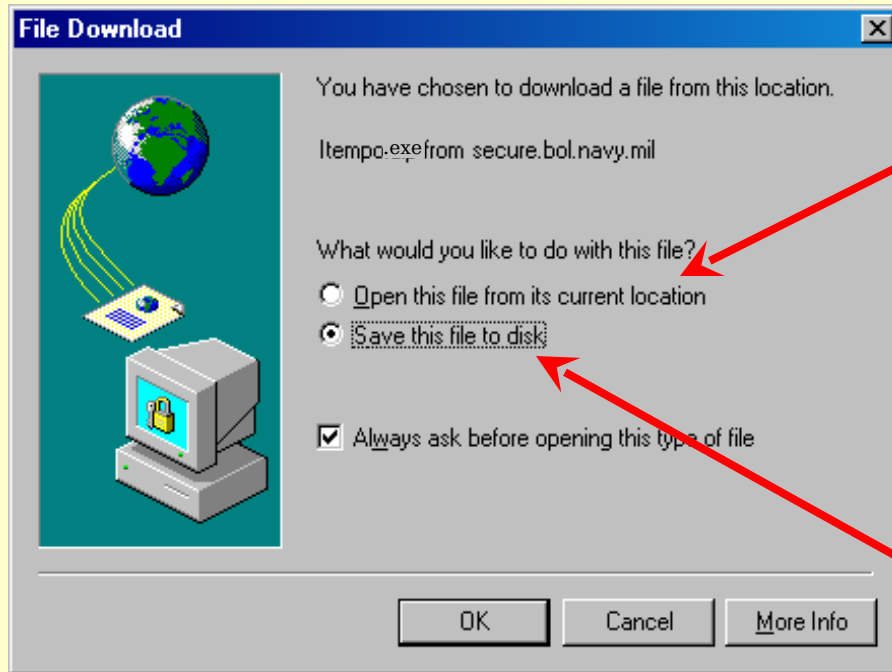 File Download
You have chosen to download a file from this location.
Itempo.exe from secure.bol.navy.mil
What would you like to do with this file?
Open this file from its current location
Save this file to disk
Always ask before opening this type of file
OK Cancel More Info